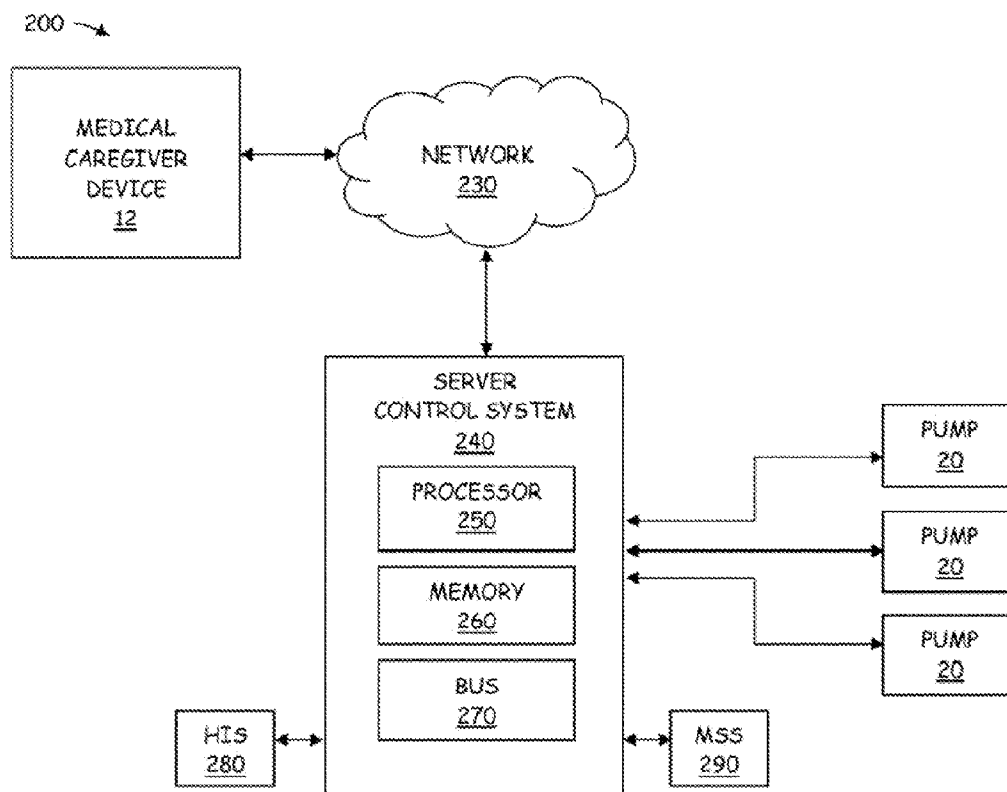 200
MEDICAL
CAREGIVER
DEVICE
12
NETWORK
230
SERVER
CONTROL SYSTEM
240
PROCESSOR
250
MEMORY
260
BUS
270
PUMP
20
PUMP
20
PUMP
20
HIS
280
MSS
290